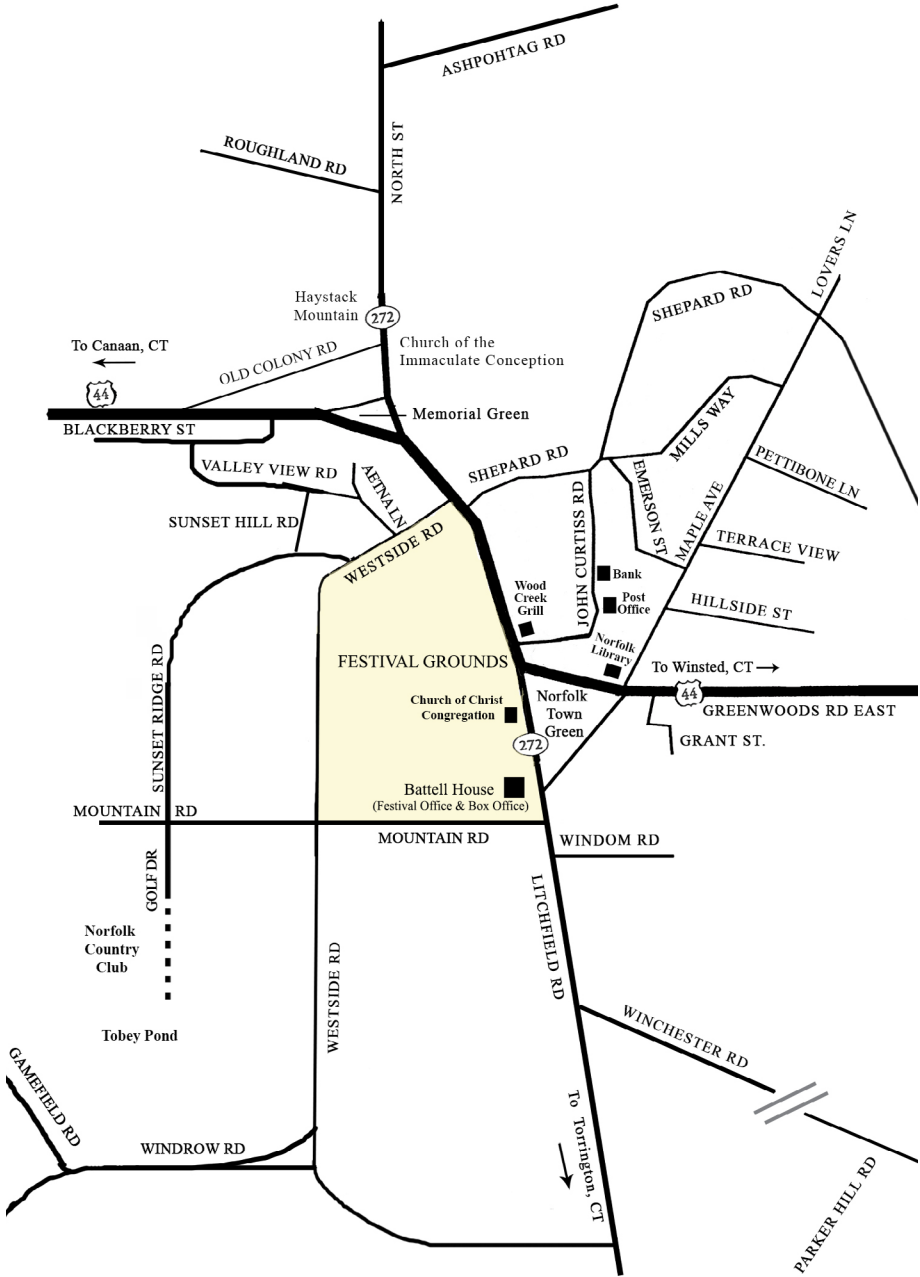 ASHPOHTAG RD
ROUGHLAND RD
NORTH ST
LOVERS LN
Haystack
Mountain
272
SHEPARD RD
To Canaan, CT
Church of the
Immaculate Conception
OLD COLONY RD
44
Memorial Green
BLACKBERRY ST
MILLS WAY
VALLEY VIEW RD
AETNA LN
SHEPARD RD
PETTIBONE LN
EMERSON ST
MAPLE AVE
SUNSET HILL RD
WESTSIDE RD
JOHN CURTISS RD
TERRACE VIEW
Bank
Wood
Creek
Grill
Post
Office
HILLSIDE ST
Norfolk
Library
FESTIVAL GROUNDS
To Winsted, CT
44
GREENWOODS RD EAST
SUNSET RIDGE RD
Church of Christ
Congregation
Norfolk
Town
Green
272
GRANT ST.
Battell House
(Festival Office & Box Office)
MOUNTAIN RD
MOUNTAIN RD
WINDOM RD
GOLF DR
LITCHFIELD RD
Norfolk
Country
Club
WESTSIDE RD
WINCHESTER RD
Tobey Pond
GAMEFIELD RD
To Torrington, CT
WINDROW RD
PARKER HILL RD